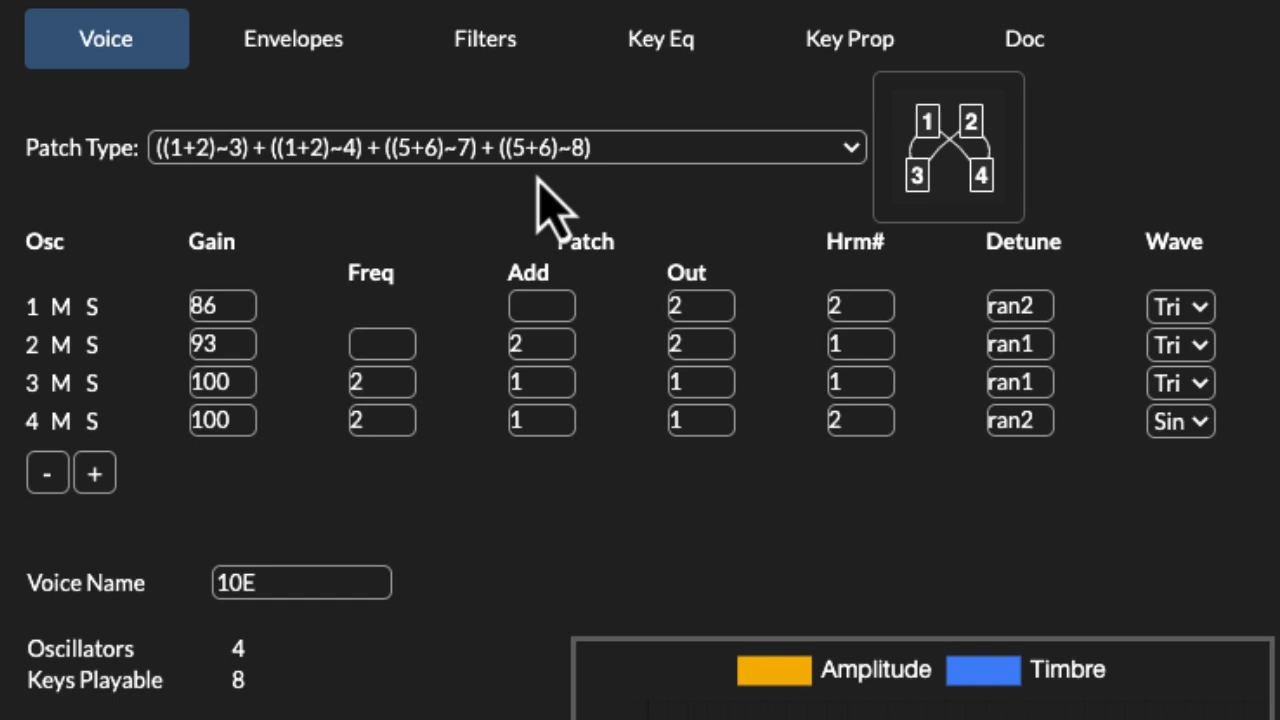 Voice Envelopes Filters Key Eq Key Prop Doc
1 2
Patch Type: ((1+2)~3) + ((1+2)~4) + ((5+6)~7) + ((5+6)~8)
3 4
Osc Gain Patch Hrm# Detune Wave
Freq Add Out
1 M S 86 2 2 ran2 Tri
2 M S 93 2 2 1 ran1 Tri
3 M S 100 2 1 1 1 ran1 Tri
4 M S 100 2 1 1 2 ran2 Sin
- +
Voice Name 10E
Oscillators 4
Keys Playable 8
Amplitude Timbre